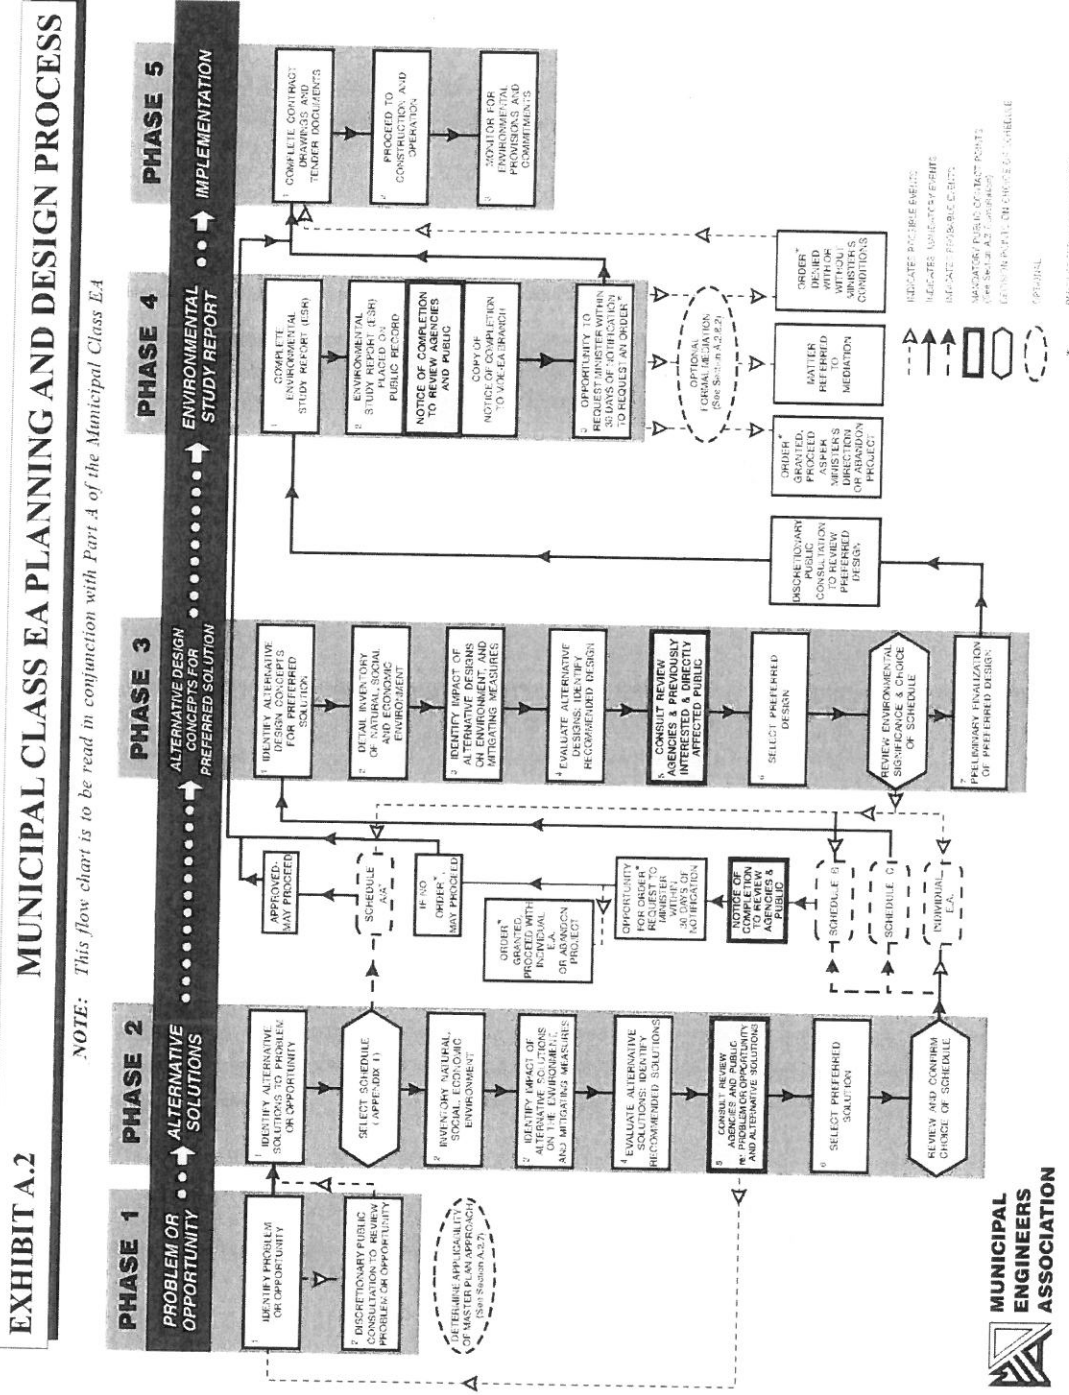 EXHIBIT A.2
MUNICIPAL CLASS EA PLANNING AND DESIGN PROCESS
NOTE: This flow chart is to be read in conjunction with Part A of the Municipal Class EA
PHASE 1
PROBLEM OR
OPPORTUNITY
1 IDENTIFY PROBLEM
OR OPPORTUNITY
2 DISCRETIONARY PUBLIC
CONSULTATION TO REVIEW
PROBLEM OR OPPORTUNITY
DETERMINE APPLICABILITY
OF MASTER PLAN APPROACH
(See Section A.2.7)
PHASE 2
ALTERNATIVE
SOLUTIONS
1 IDENTIFY ALTERNATIVE
SOLUTIONS TO PROBLEM
OR OPPORTUNITY
SELECT SCHEDULE
(APPENDIX I)
2 INVENTORY NATURAL,
SOCIAL, ECONOMIC
ENVIRONMENT
3 IDENTIFY IMPACT OF
ALTERNATIVE SOLUTIONS
ON THE ENVIRONMENT,
AND MITIGATING MEASURES
4 EVALUATE ALTERNATIVE
SOLUTIONS: IDENTIFY
RECOMMENDED SOLUTIONS
5 CONSULT REVIEW
AGENCIES AND PUBLIC
re: PROBLEM OR OPPORTUNITY
AND ALTERNATIVE SOLUTIONS
6 SELECT PREFERRED
SOLUTION
REVIEW AND CONFIRM
CHOICE OF SCHEDULE
APPROVED-
MAY PROCEED
SCHEDULE
A/A+
IF NO
ORDER*,
MAY PROCEED
ORDER*
GRANTED,
PROCEED WITH
INDIVIDUAL
E.A.
OR ABANDON
PROJECT
OPPORTUNITY
FOR ORDER*
REQUEST TO
MINISTER
WITHIN
30 DAYS OF
NOTIFICATION
NOTICE OF
COMPLETION
TO REVIEW
AGENCIES &
PUBLIC
SCHEDULE B
SCHEDULE C
INDIVIDUAL
E.A.
PHASE 3
ALTERNATIVE DESIGN
CONCEPTS FOR
PREFERRED SOLUTION
1 IDENTIFY ALTERNATIVE
DESIGN CONCEPTS
FOR PREFERRED
SOLUTION
2 DETAIL INVENTORY
OF NATURAL, SOCIAL
AND ECONOMIC
ENVIRONMENT
3 IDENTIFY IMPACT OF
ALTERNATIVE DESIGNS
ON ENVIRONMENT, AND
MITIGATING MEASURES
4 EVALUATE ALTERNATIVE
DESIGNS: IDENTIFY
RECOMMENDED DESIGN
5 CONSULT REVIEW
AGENCIES & PREVIOUSLY
INTERESTED & DIRECTLY
AFFECTED PUBLIC
6 SELECT PREFERRED
DESIGN
REVIEW ENVIRONMENTAL
SIGNIFICANCE & CHOICE
OF SCHEDULE
7 PRELIMINARY FINALIZATION
OF PREFERRED DESIGN
DISCRETIONARY
PUBLIC
CONSULTATION
TO REVIEW
PREFERRED
DESIGN
PHASE 4
ENVIRONMENTAL
STUDY REPORT
1 COMPLETE
ENVIRONMENTAL
STUDY REPORT (ESR)
2 ENVIRONMENTAL
STUDY REPORT (ESR)
PLACED ON
PUBLIC RECORD
NOTICE OF COMPLETION
TO REVIEW AGENCIES
AND PUBLIC
COPY OF
NOTICE OF COMPLETION
TO MOE-EA BRANCH
3 OPPORTUNITY TO
REQUEST MINISTER WITHIN
30 DAYS OF NOTIFICATION
TO REQUEST AN ORDER*
OPTIONAL
FORMAL MEDIATION
(See Section A.2.8.2)
ORDER*
GRANTED,
PROCEED
AS PER
MINISTER'S
DIRECTION
OR ABANDON
PROJECT
MATTER
REFERRED
TO
MEDIATION
ORDER*
DENIED
WITH OR
WITHOUT
MINISTER'S
CONDITIONS
PHASE 5
IMPLEMENTATION
1 COMPLETE CONTRACT
DRAWINGS AND
TENDER DOCUMENTS
2 PROCEED TO
CONSTRUCTION AND
OPERATION
3 MONITOR FOR
ENVIRONMENTAL
PROVISIONS AND
COMMITMENTS
INDICATES POSSIBLE EVENTS
INDICATES MANDATORY EVENTS
INDICATES PROBABLE EVENTS
MANDATORY PUBLIC CONTACT POINTS
(See Section A.2
OPTIONAL
MUNICIPAL
ENGINEERS
ASSOCIATION